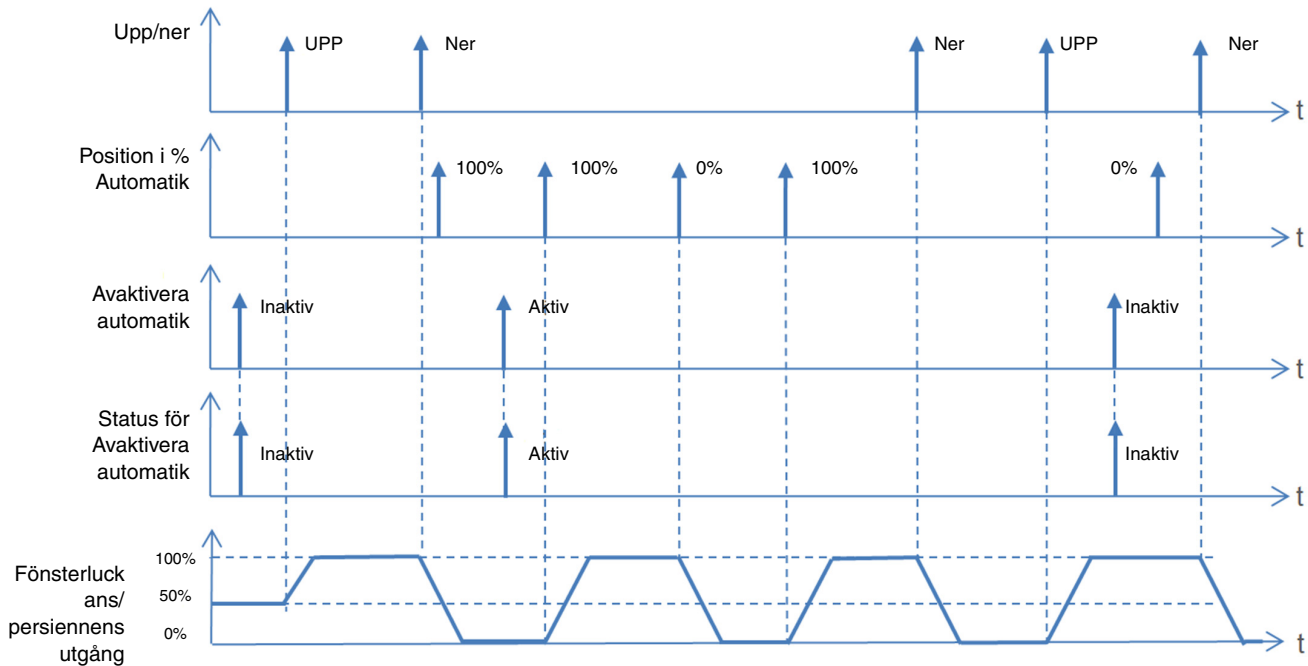 Upp/ner
UPP
Ner
Ner
UPP
Ner
t
Position i %
Automatik
100%
100%
0%
100%
0%
t
Avaktivera
automatik
Inaktiv
Aktiv
Inaktiv
t
Status för
Avaktivera
automatik
Inaktiv
Aktiv
Inaktiv
t
Fönsterluck
ans/
persiennens
utgång
100%
50%
0%
t